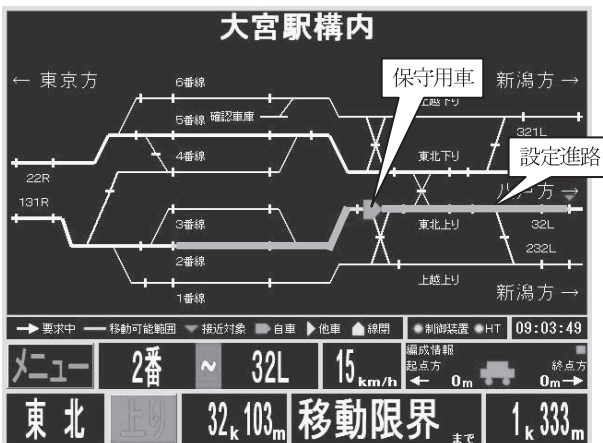 大宮駅構内
← 東京方
新潟方 →
保守用車
6番線
上越下り
5番線
確認車庫
321L
4番線
東北下り
設定進路
22R
八戸方 →
131R
3番線
東北上り
32L
2番線
232L
上越上り
1番線
新潟方 →
要求中 移動可能範囲 接近対象 自車 他車 線閉 制御装置 HT 09:03:49
メニュー 2番 ~ 32L 15km/h
編成情報
起点方 終点方
← 0m 0m →
東北 上り 32k103m 移動限界まで 1k333m